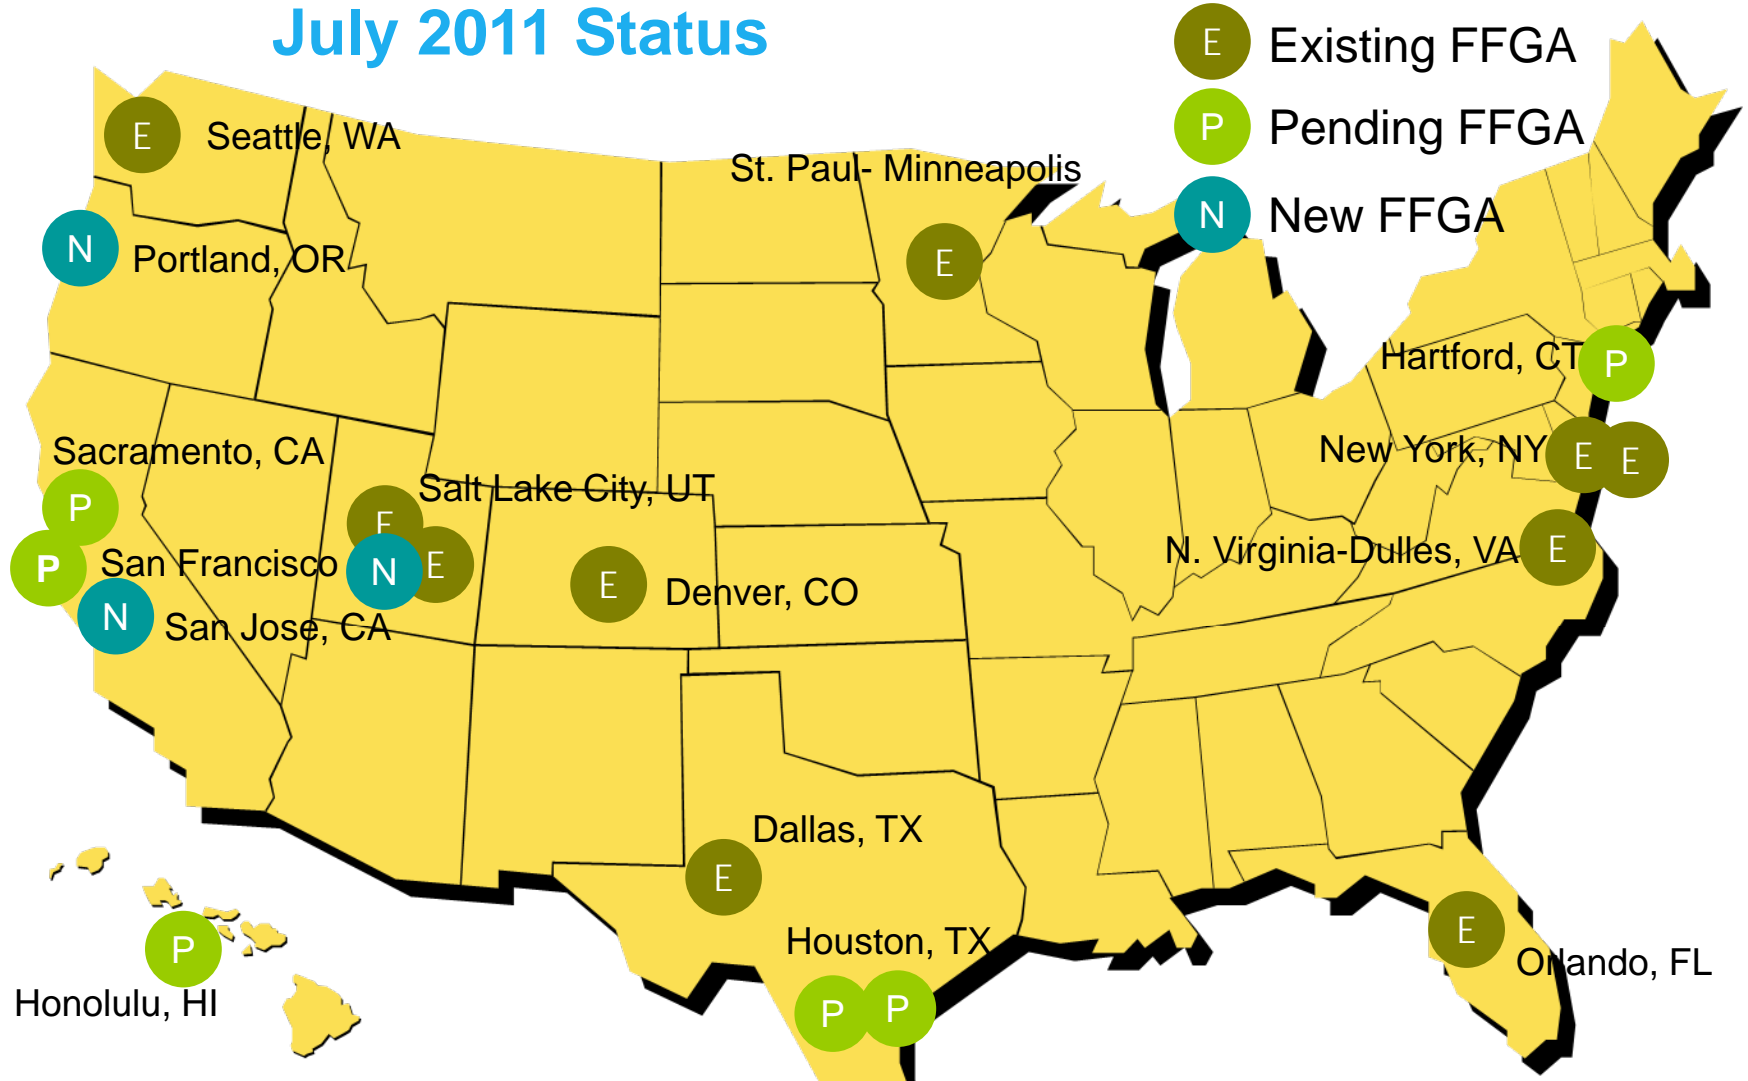 July 2011 Status
E Existing FFGA
P Pending FFGA
N New FFGA
E Seattle, WA
St. Paul- Minneapolis
E
N Portland, OR
Hartford, CT P
New York, NY E E
Sacramento, CA
P
Salt Lake City, UT
E
E
N
P San Francisco
N San Jose, CA
E Denver, CO
N. Virginia-Dulles, VA E
Dallas, TX
E
Houston, TX
P P
E
Orlando, FL
P
Honolulu, HI